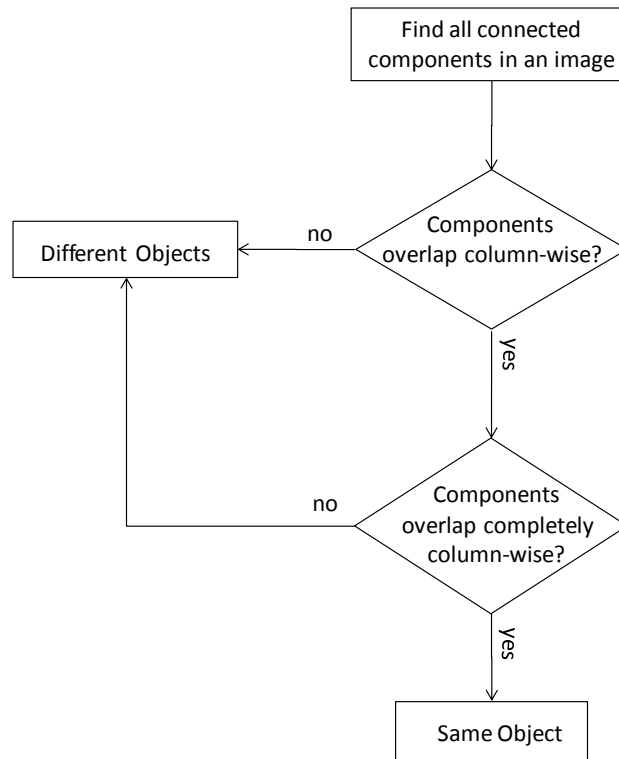 Find all connected
components in an image
Components
overlap column-wise?
no
Different Objects
yes
Components
overlap completely
column-wise?
no
yes
Same Object